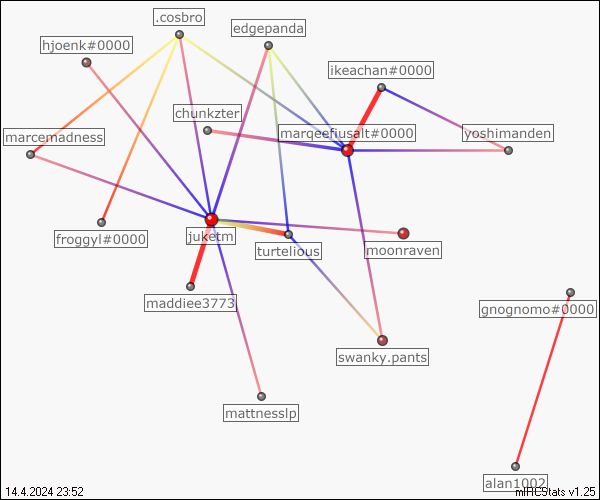 .cosbro
edgepanda
hjoenk#0000
ikeachan#0000
chunkzter
marqeefiusalt#0000
yoshimanden
marcemadness
froggyl#0000
juketm
turtelious
moonraven
maddiee3773
gnognomo#0000
swanky.pants
mattnesslp
alan1002
14.4.2024 23:52
mIRCStats v1.25